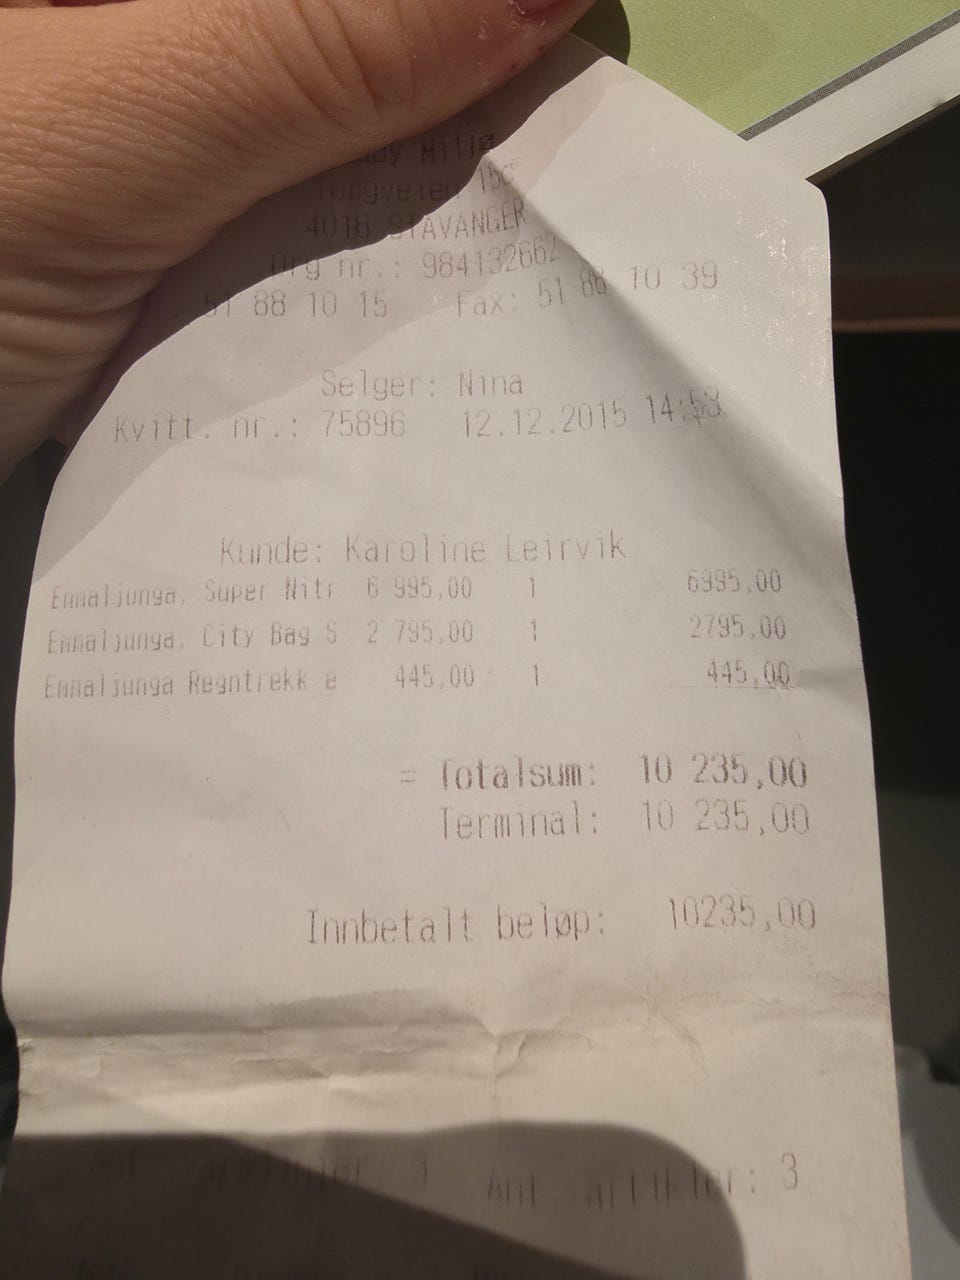 Miljø
Torgveien 15c
4016 STAVANGER
Org nr.: 984132662
51 88 10 15 Fax: 51 88 10 39
Selger: Nina
Kvitt. nr.: 75896 12.12.2015 14:53
Kunde: Karoline Leirvik
Emmaljunga, Super Nitr 6 995,00 1 6995,00
Emmaljunga, City Bag S 2 795,00 1 2795,00
Emmaljunga Regntrekk e 445,00 1 445,00
= Totalsum: 10 235,00
Terminal: 10 235,00
Innbetalt beløp: 10235,00
Ant. artikler: 3